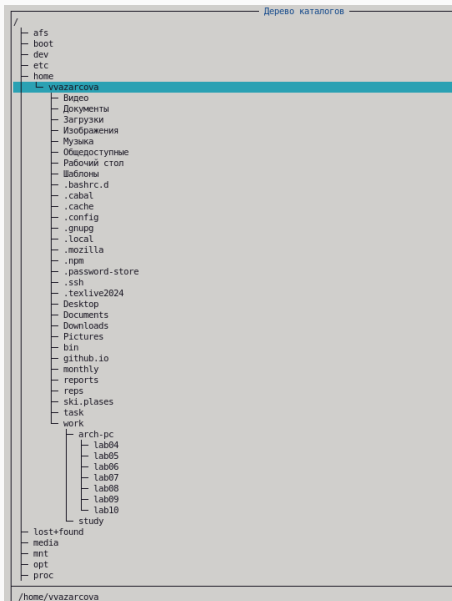 Дерево каталогов
/
afs
boot
dev
etc
home
vvazarcova
Видео
Документы
Загрузки
Изображения
Музыка
Общедоступные
Рабочий стол
Шаблоны
.bashrc.d
.cabal
.cache
.config
.gnupg
.local
.mozilla
.npm
.password-store
.ssh
.texlive2024
Desktop
Documents
Downloads
Pictures
bin
github.io
monthly
reports
reps
ski.plases
task
work
arch-pc
lab04
lab05
lab06
lab07
lab08
lab09
lab10
study
lost+found
media
mnt
opt
proc
/home/vvazarcova